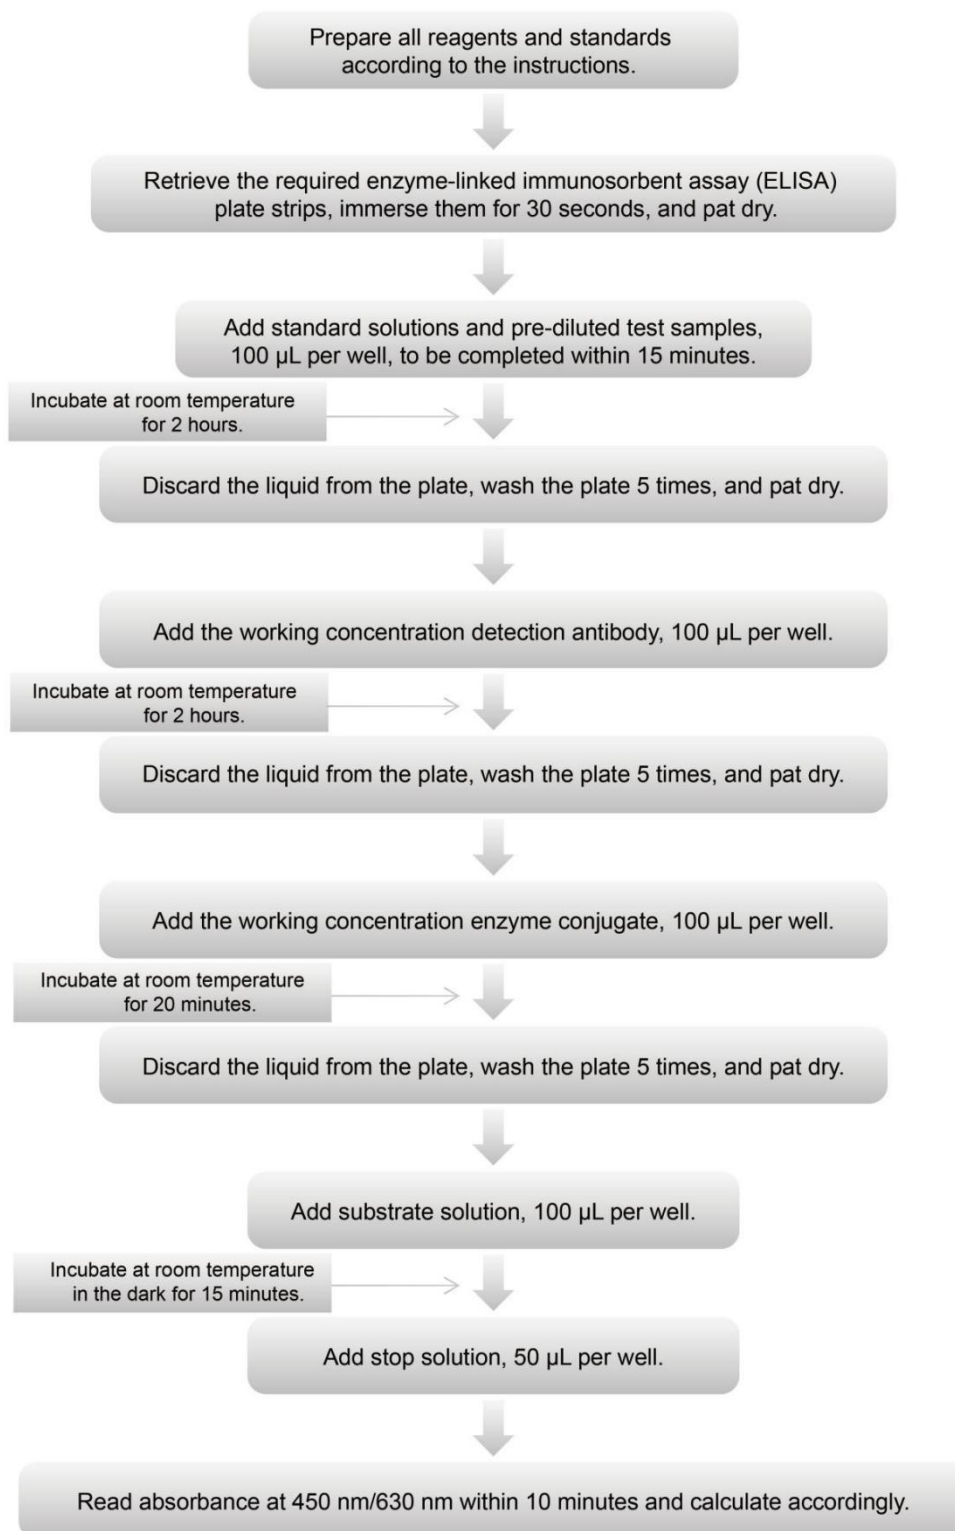 Prepare all reagents and standards
according to the instructions.
Retrieve the required enzyme-linked immunosorbent assay (ELISA)
plate strips, immerse them for 30 seconds, and pat dry.
Add standard solutions and pre-diluted test samples,
100 µL per well, to be completed within 15 minutes.
Incubate at room temperature
for 2 hours.
Discard the liquid from the plate, wash the plate 5 times, and pat dry.
Add the working concentration detection antibody, 100 µL per well.
Incubate at room temperature
for 2 hours.
Discard the liquid from the plate, wash the plate 5 times, and pat dry.
Add the working concentration enzyme conjugate, 100 µL per well.
Incubate at room temperature
for 20 minutes.
Discard the liquid from the plate, wash the plate 5 times, and pat dry.
Add substrate solution, 100 µL per well.
Incubate at room temperature
in the dark for 15 minutes.
Add stop solution, 50 µL per well.
Read absorbance at 450 nm/630 nm within 10 minutes and calculate accordingly.